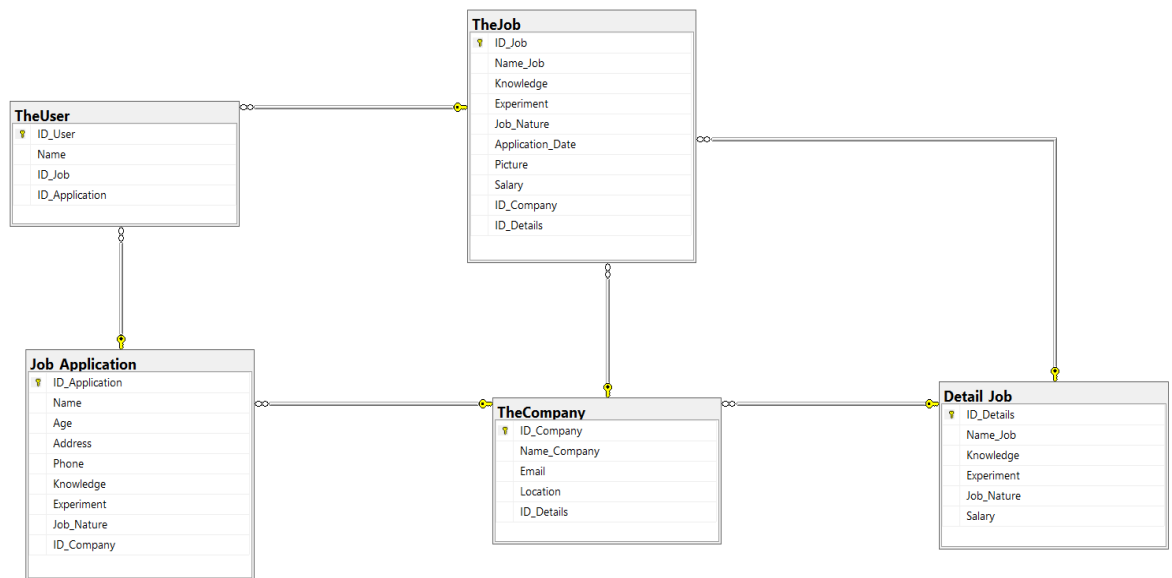 TheJob
ID_Job
Name_Job
Knowledge
Experiment
Job_Nature
Application_Date
Picture
Salary
ID_Company
ID_Details
TheUser
ID_User
Name
ID_Job
ID_Application
Job_Application
ID_Application
Name
Age
Address
Phone
Knowledge
Experiment
Job_Nature
ID_Company
TheCompany
ID_Company
Name_Company
Email
Location
ID_Details
Detail_Job
ID_Details
Name_Job
Knowledge
Experiment
Job_Nature
Salary